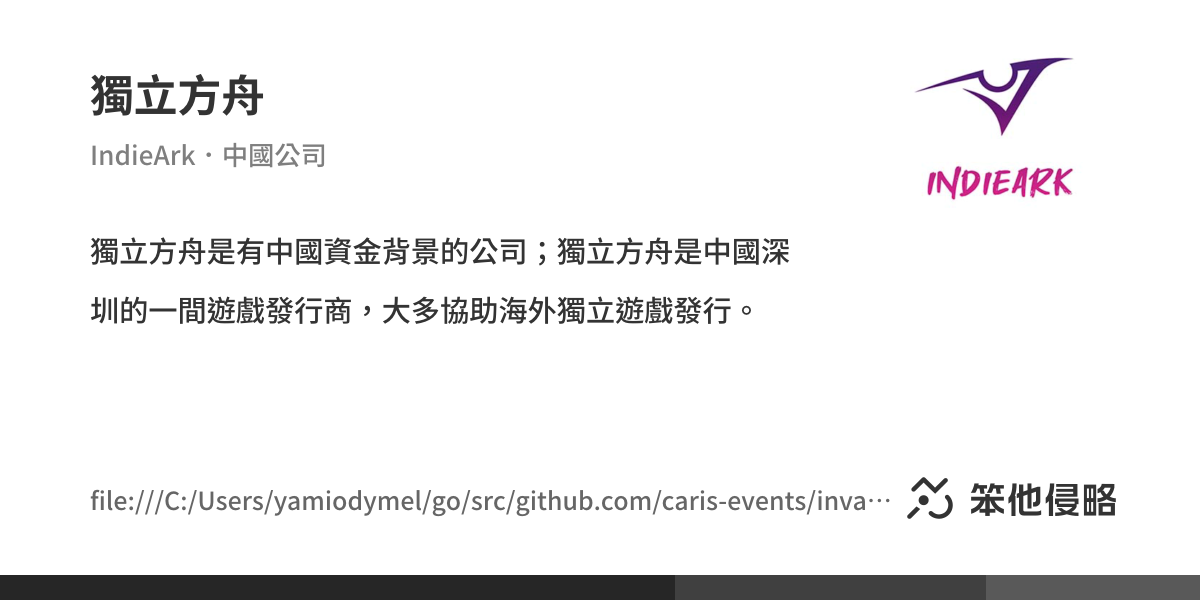 獨立方舟
IndieArk・中國公司
INDIEARK
獨立方舟是有中國資金背景的公司；獨立方舟是中國深
圳的一間遊戲發行商，大多協助海外獨立遊戲發行。
file:///C:/Users/yamiodymel/go/src/github.com/caris-events/inva…
笨他侵略